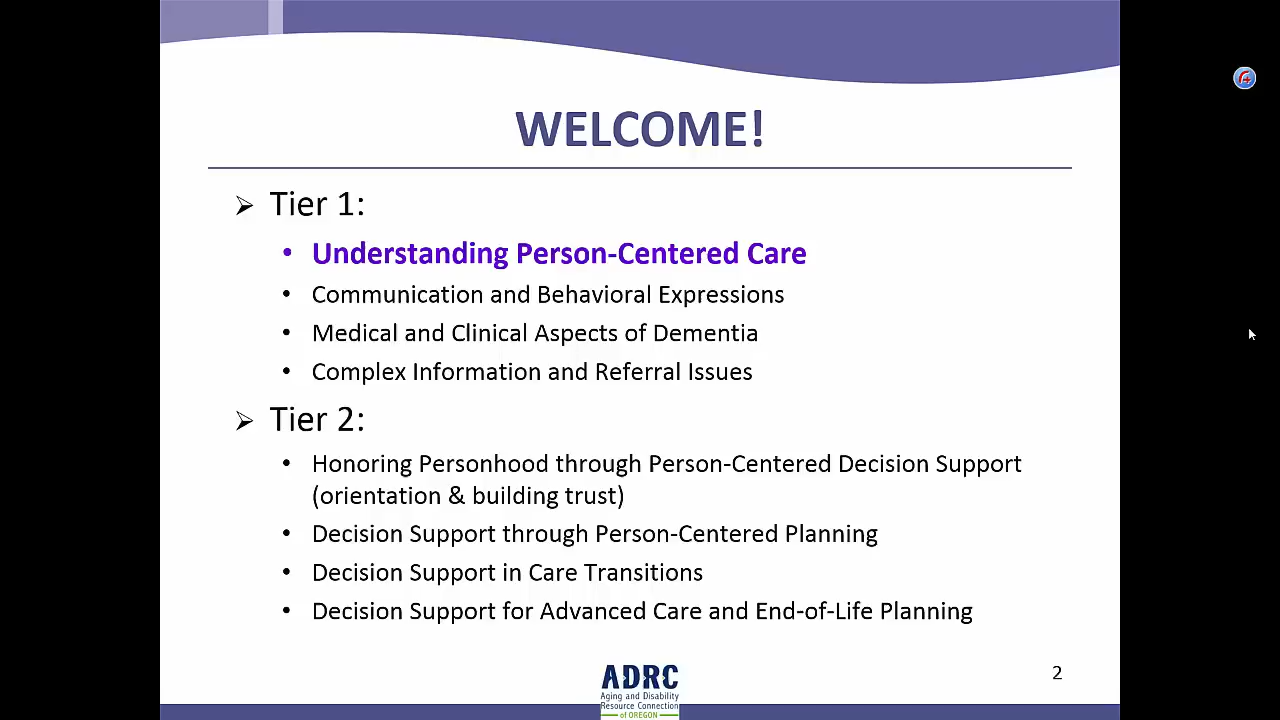 WELCOME!
➢ Tier 1:
• Understanding Person-Centered Care
• Communication and Behavioral Expressions
• Medical and Clinical Aspects of Dementia
• Complex Information and Referral Issues
➢ Tier 2:
• Honoring Personhood through Person-Centered Decision Support
(orientation & building trust)
• Decision Support through Person-Centered Planning
• Decision Support in Care Transitions
• Decision Support for Advanced Care and End-of-Life Planning
ADRC
Aging and Disability
Resource Connection
of OREGON
2